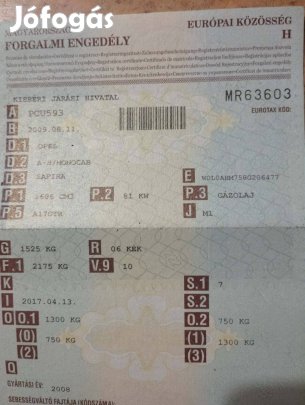 Jófogás
MAGYARORSZÁG
EURÓPAI KÖZÖSSÉG
FORGALMI ENGEDÉLY
H
KISBÉRI JÁRÁSI HIVATAL
MR63603
EUROTAX KÓD:
A PCU593
B 2009.08.11.
D.1 OPEL
D.2 A-H/MONOCAB
D.3 ZAFIRA
E
P.1 1686 CM3
P.2 81 KW
P.3 GÁZOLAJ
P.5 A17DTR
J M1
G 1525 KG
R 06 KÉK
F.1 2175 KG
V.9 10
K
S.1 7
I 2017.04.13.
S.2
O.1 1300 KG
O.2 750 KG
(0) 750 KG
(1) 1300 KG
(2)
(3)
GYÁRTÁSI ÉV: 2008
SEBESSÉGVÁLTÓ FAJTÁJA (KÓDSZÁMA):